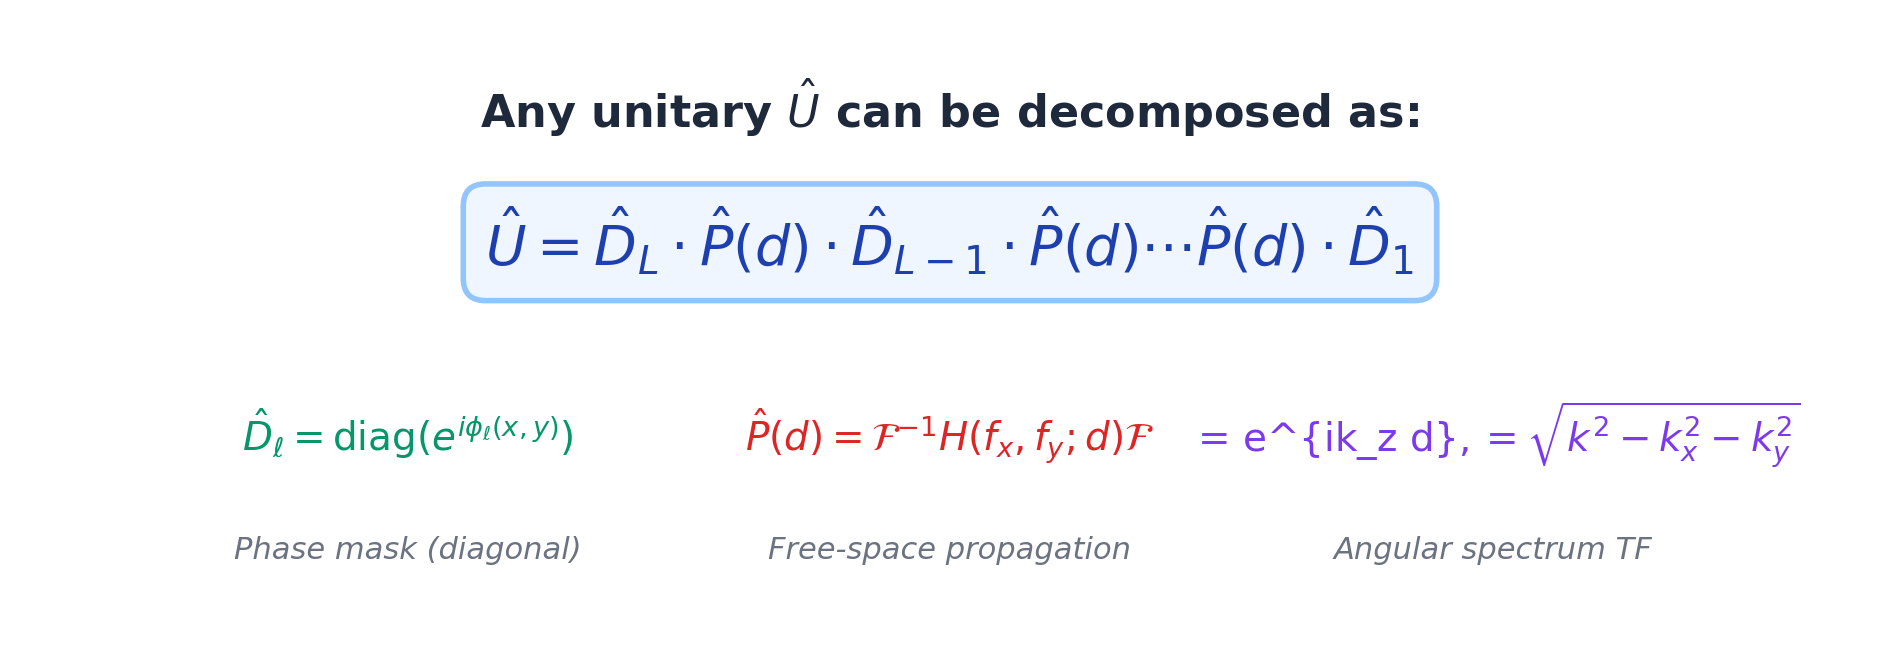 Any unitary Û can be decomposed as:
Û = D̂_L · P̂(d) · D̂_{L−1} · P̂(d)⋯P̂(d) · D̂_1
D̂_ℓ = diag(e^{iϕ_ℓ(x, y)})
P̂(d) = ℱ^{−1}H(f_x, f_y; d)ℱ
= e^{ik_z d}, = √(k² − k_x² − k_y²)
Phase mask (diagonal)
Free-space propagation
Angular spectrum TF